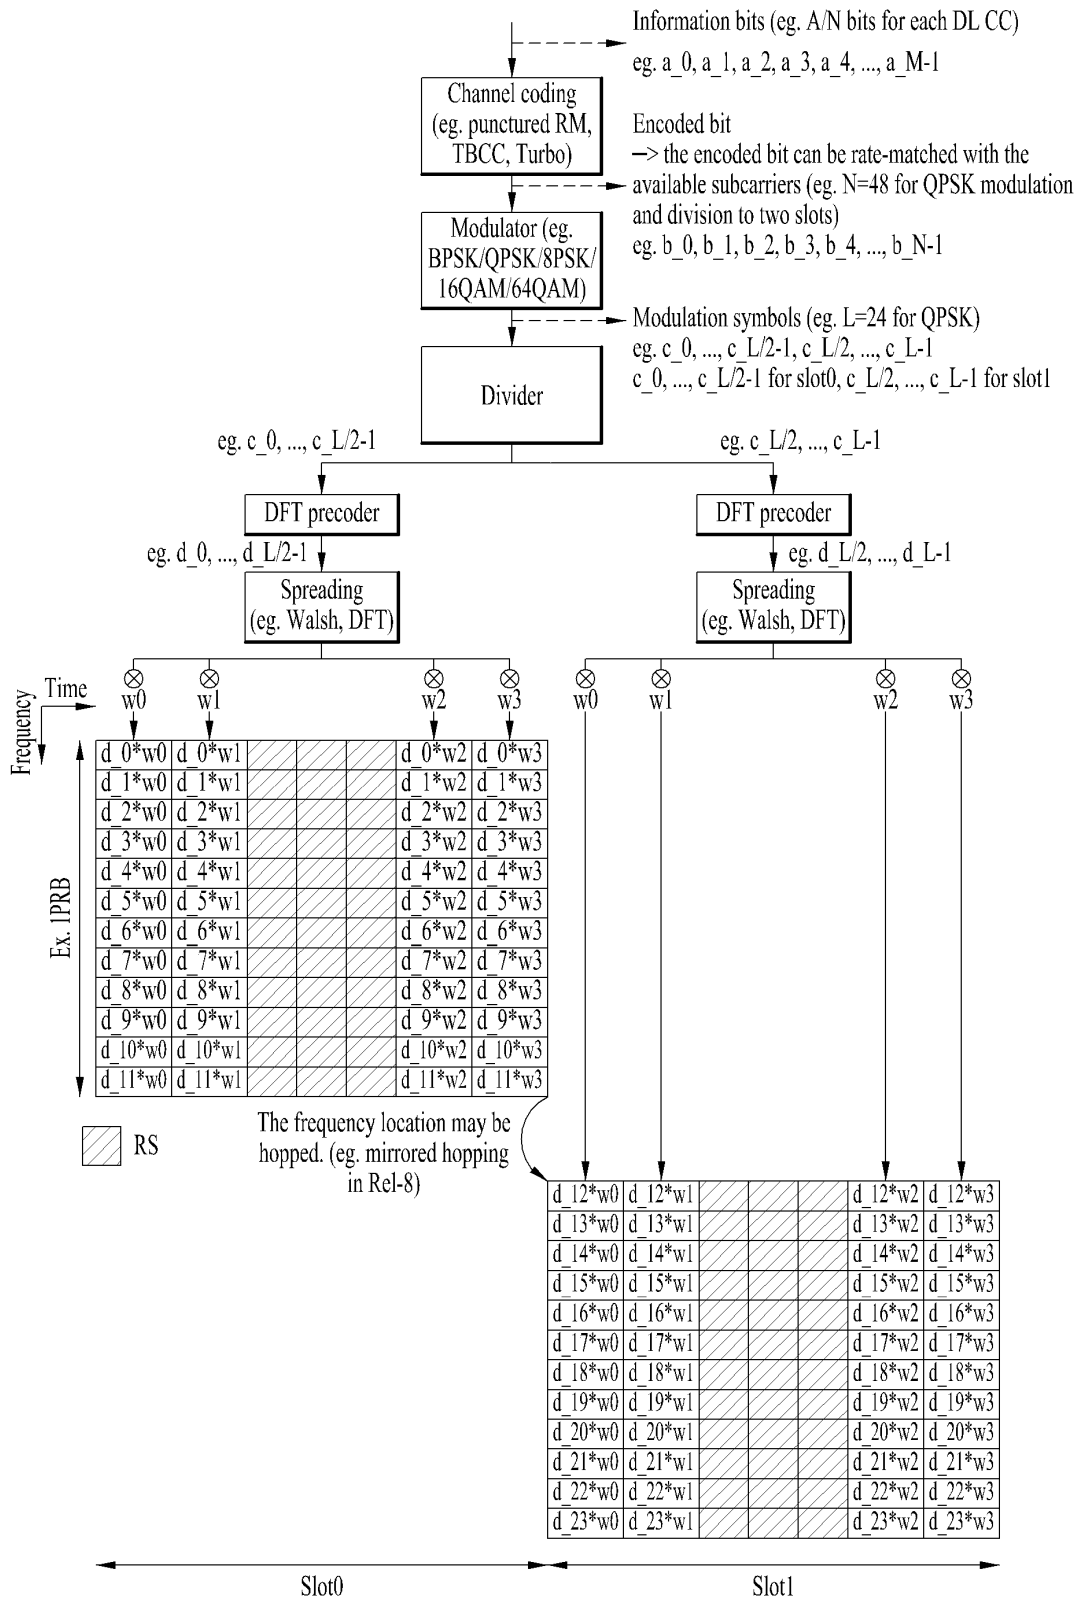 Information bits (eg. A/N bits for each DL CC)
eg. a_0, a_1, a_2, a_3, a_4, ..., a_M-1
Channel coding
(eg. punctured RM,
TBCC, Turbo)
Encoded bit
—> the encoded bit can be rate-matched with the
available subcarriers (eg. N=48 for QPSK modulation
and division to two slots)
eg. b_0, b_1, b_2, b_3, b_4, ..., b_N-1
Modulator (eg.
BPSK/QPSK/8PSK/
16QAM/64QAM)
Modulation symbols (eg. L=24 for QPSK)
eg. c_0, ..., c_L/2-1, c_L/2, ..., c_L-1
c_0, ..., c_L/2-1 for slot0, c_L/2, ..., c_L-1 for slot1
Divider
eg. c_0, ..., c_L/2-1 eg. c_L/2, ..., c_L-1
DFT precoder DFT precoder
eg. d_0, ..., d_L/2-1 eg. d_L/2, ..., d_L-1
Spreading Spreading
(eg. Walsh, DFT) (eg. Walsh, DFT)
Time w0 w1 w2 w3 w0 w1 w2 w3
Frequency
d_0*w0 d_0*w1 d_0*w2 d_0*w3
d_1*w0 d_1*w1 d_1*w2 d_1*w3
d_2*w0 d_2*w1 d_2*w2 d_2*w3
d_3*w0 d_3*w1 d_3*w2 d_3*w3
d_4*w0 d_4*w1 d_4*w2 d_4*w3
d_5*w0 d_5*w1 d_5*w2 d_5*w3
d_6*w0 d_6*w1 d_6*w2 d_6*w3
d_7*w0 d_7*w1 d_7*w2 d_7*w3
d_8*w0 d_8*w1 d_8*w2 d_8*w3
d_9*w0 d_9*w1 d_9*w2 d_9*w3
d_10*w0 d_10*w1 d_10*w2 d_10*w3
d_11*w0 d_11*w1 d_11*w2 d_11*w3
Ex. 1PRB
RS
The frequency location may be
hopped. (eg. mirrored hopping
in Rel-8)
d_12*w0 d_12*w1 d_12*w2 d_12*w3
d_13*w0 d_13*w1 d_13*w2 d_13*w3
d_14*w0 d_14*w1 d_14*w2 d_14*w3
d_15*w0 d_15*w1 d_15*w2 d_15*w3
d_16*w0 d_16*w1 d_16*w2 d_16*w3
d_17*w0 d_17*w1 d_17*w2 d_17*w3
d_18*w0 d_18*w1 d_18*w2 d_18*w3
d_19*w0 d_19*w1 d_19*w2 d_19*w3
d_20*w0 d_20*w1 d_20*w2 d_20*w3
d_21*w0 d_21*w1 d_21*w2 d_21*w3
d_22*w0 d_22*w1 d_22*w2 d_22*w3
d_23*w0 d_23*w1 d_23*w2 d_23*w3
Slot0 Slot1